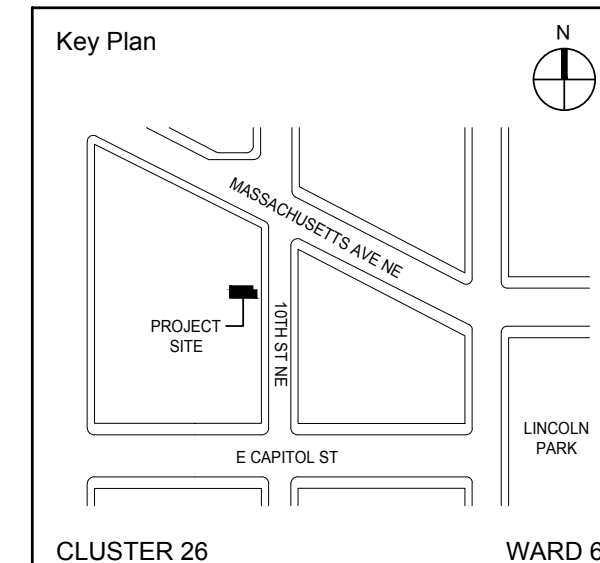 Key Plan
N
MASSACHUSETTS AVE NE
PROJECT
SITE
10TH ST NE
LINCOLN
PARK
E CAPITOL ST
CLUSTER 26
WARD 6